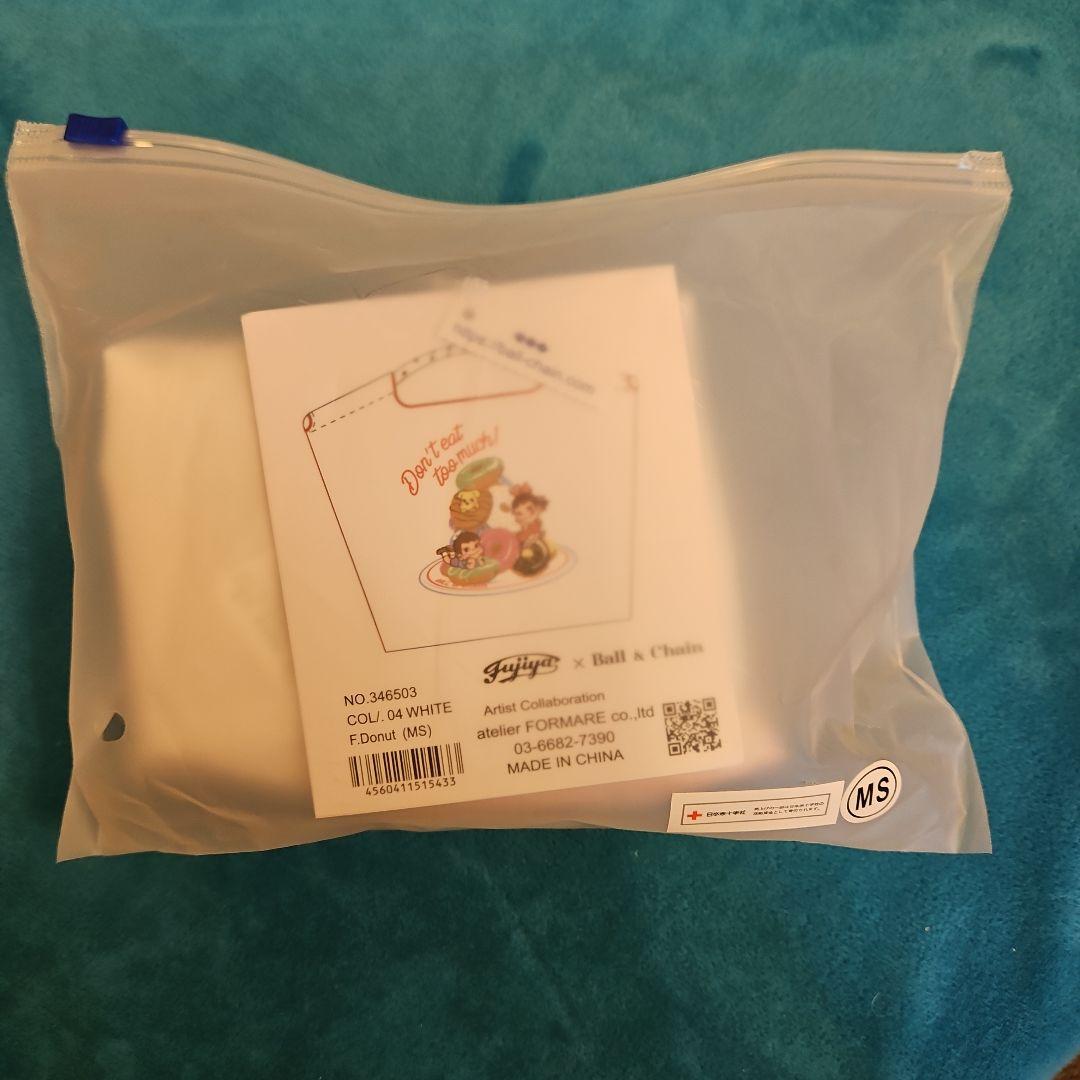 https://ball-chain.com
Don't eat
too much!
Fujiya × Ball & Chain
NO.346503
COL/. 04 WHITE
F.Donut (MS)
4560411515433
Artist Collaboration
atelier FORMARE co.,ltd
03-6682-7390
MADE IN CHINA
日本赤十字社
MS